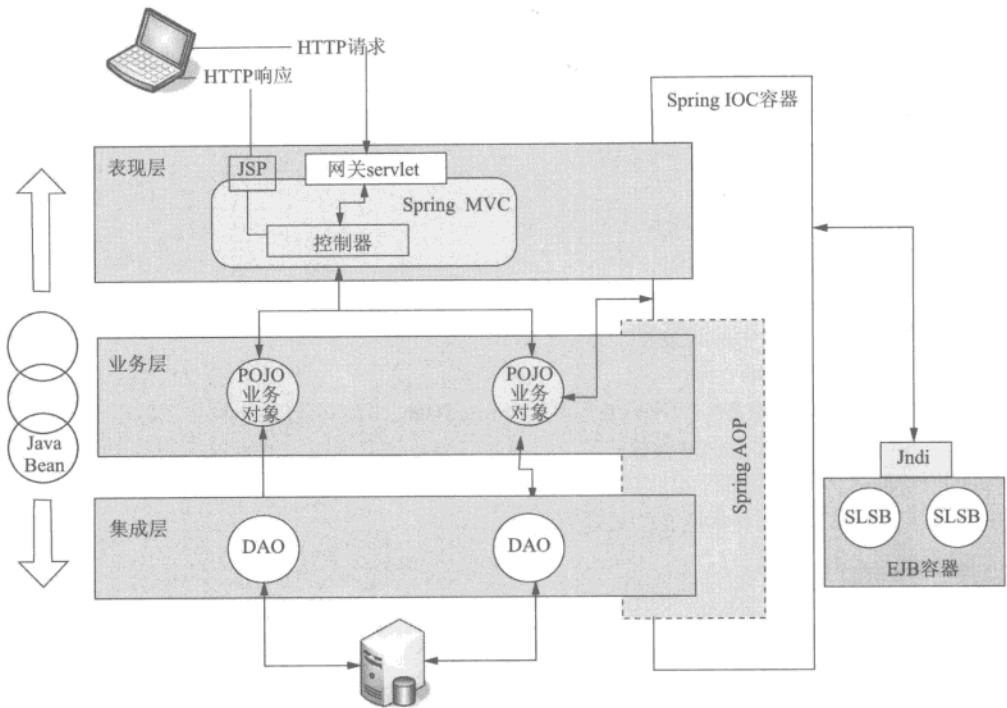 HTTP请求
HTTP响应
Spring IOC容器
表现层
JSP
网关servlet
Spring MVC
控制器
业务层
POJO
业务
对象
POJO
业务
对象
Java
Bean
Spring AOP
Jndi
SLSB
SLSB
EJB容器
集成层
DAO
DAO